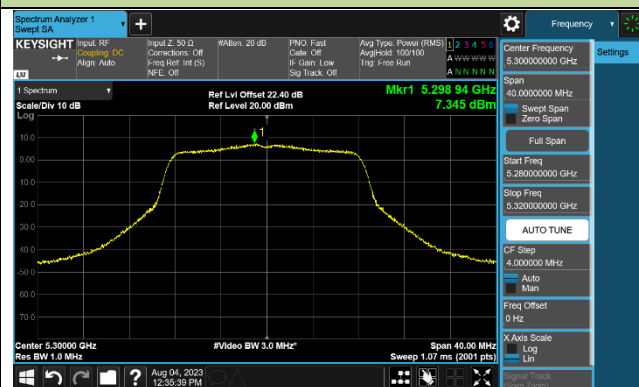 Spectrum Analyzer 1
Swept SA
+
Frequency
KEYSIGHT
Input: RF
Coupling: DC
Align: Auto
Input Z: 50 Ω
Corrections: Off
Freq Ref: Int (S)
NFE: Off
#Atten: 20 dB
PNO: Fast
Gate: Off
IF Gain: Low
Sig Track: Off
Avg Type: Power (RMS)
Avg|Hold: 100/100
Trig: Free Run
1 2 3 4 5 6
A W W W W W
A N N N N N
LXI
Center Frequency
5.300000000 GHz
Settings
Span
40.0000000 MHz
Swept Span
Zero Span
Full Span
Start Freq
5.280000000 GHz
Stop Freq
5.320000000 GHz
AUTO TUNE
CF Step
4.000000 MHz
Auto
Man
Freq Offset
0 Hz
X Axis Scale
Log
Lin
Signal Track
(Span Zoom)
1 Spectrum
Scale/Div 10 dB
Ref Lvl Offset 22.40 dB
Ref Level 20.00 dBm
Mkr1 5.298 94 GHz
7.345 dBm
Log
1
10.0
0.00
-10.0
-20.0
-30.0
-40.0
-50.0
-60.0
-70.0
Center 5.30000 GHz
Res BW 1.0 MHz
#Video BW 3.0 MHz*
Span 40.00 MHz
Sweep 1.07 ms (2001 pts)
?
Aug 04, 2023
12:35:39 PM